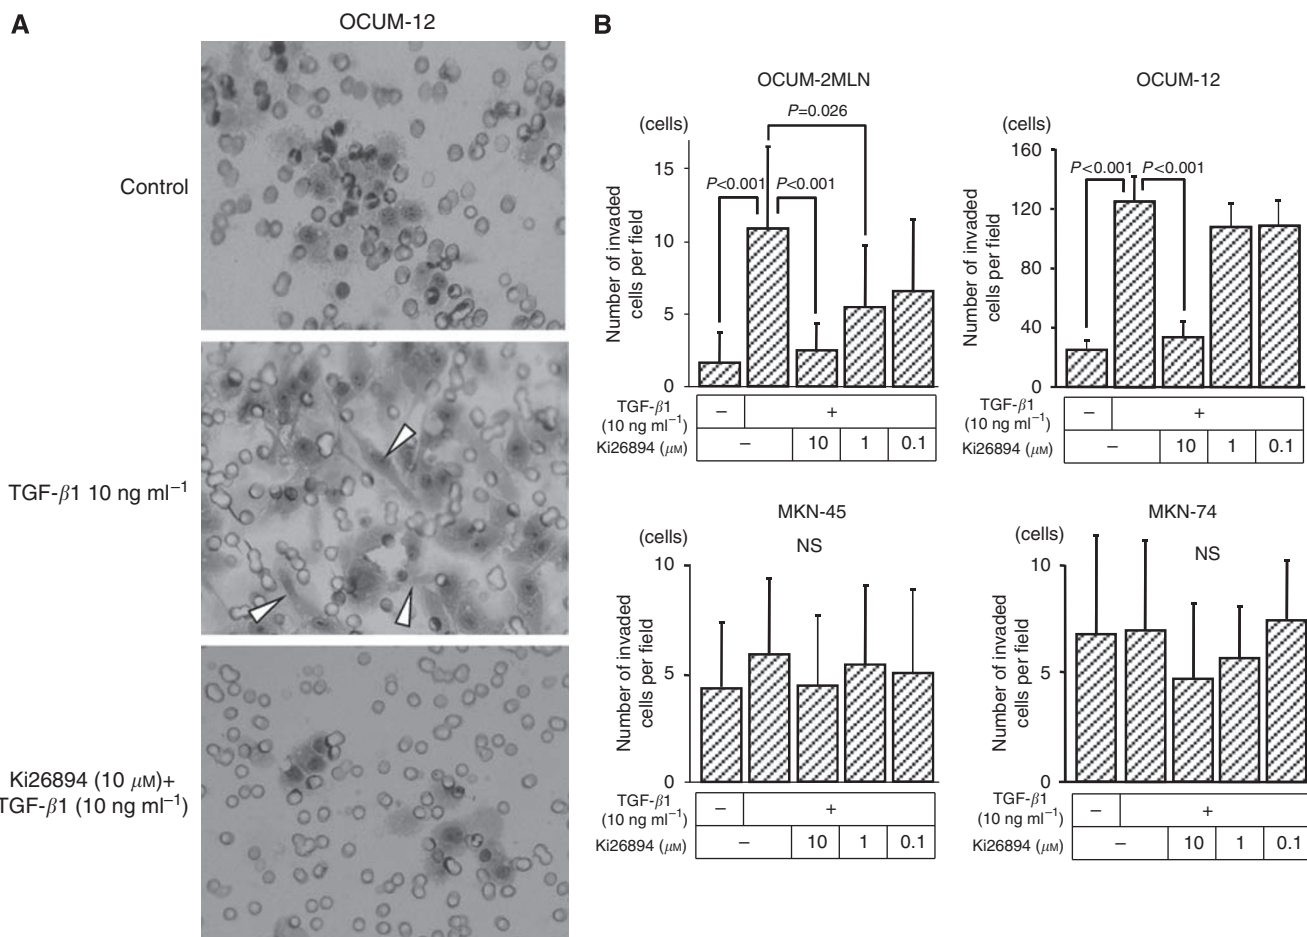 A
OCUM-12
Control
TGF-β1 10 ng ml⁻¹
Ki26894 (10 μM)+
TGF-β1 (10 ng ml⁻¹)
B
OCUM-2MLN
(cells)
P=0.026
P<0.001
P<0.001
Number of invaded
cells per field
15
10
5
0
TGF-β1
(10 ng ml⁻¹)
– +
Ki26894 (μM)
– 10 1 0.1
OCUM-12
(cells)
P<0.001
P<0.001
Number of invaded
cells per field
160
120
80
40
0
TGF-β1
(10 ng ml⁻¹)
– +
Ki26894 (μM)
– 10 1 0.1
MKN-45
(cells)
NS
Number of invaded
cells per field
10
5
0
TGF-β1
(10 ng ml⁻¹)
– +
Ki26894 (μM)
– 10 1 0.1
MKN-74
(cells)
NS
Number of invaded
cells per field
10
5
0
TGF-β1
(10 ng ml⁻¹)
– +
Ki26894 (μM)
– 10 1 0.1